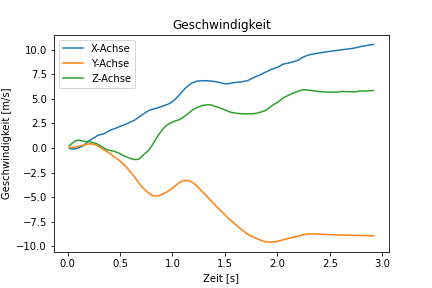 Geschwindigkeit
X-Achse
Y-Achse
Z-Achse
Geschwindigkeit [m/s]
10.0
7.5
5.0
2.5
0.0
−2.5
−5.0
−7.5
−10.0
0.0 0.5 1.0 1.5 2.0 2.5 3.0
Zeit [s]